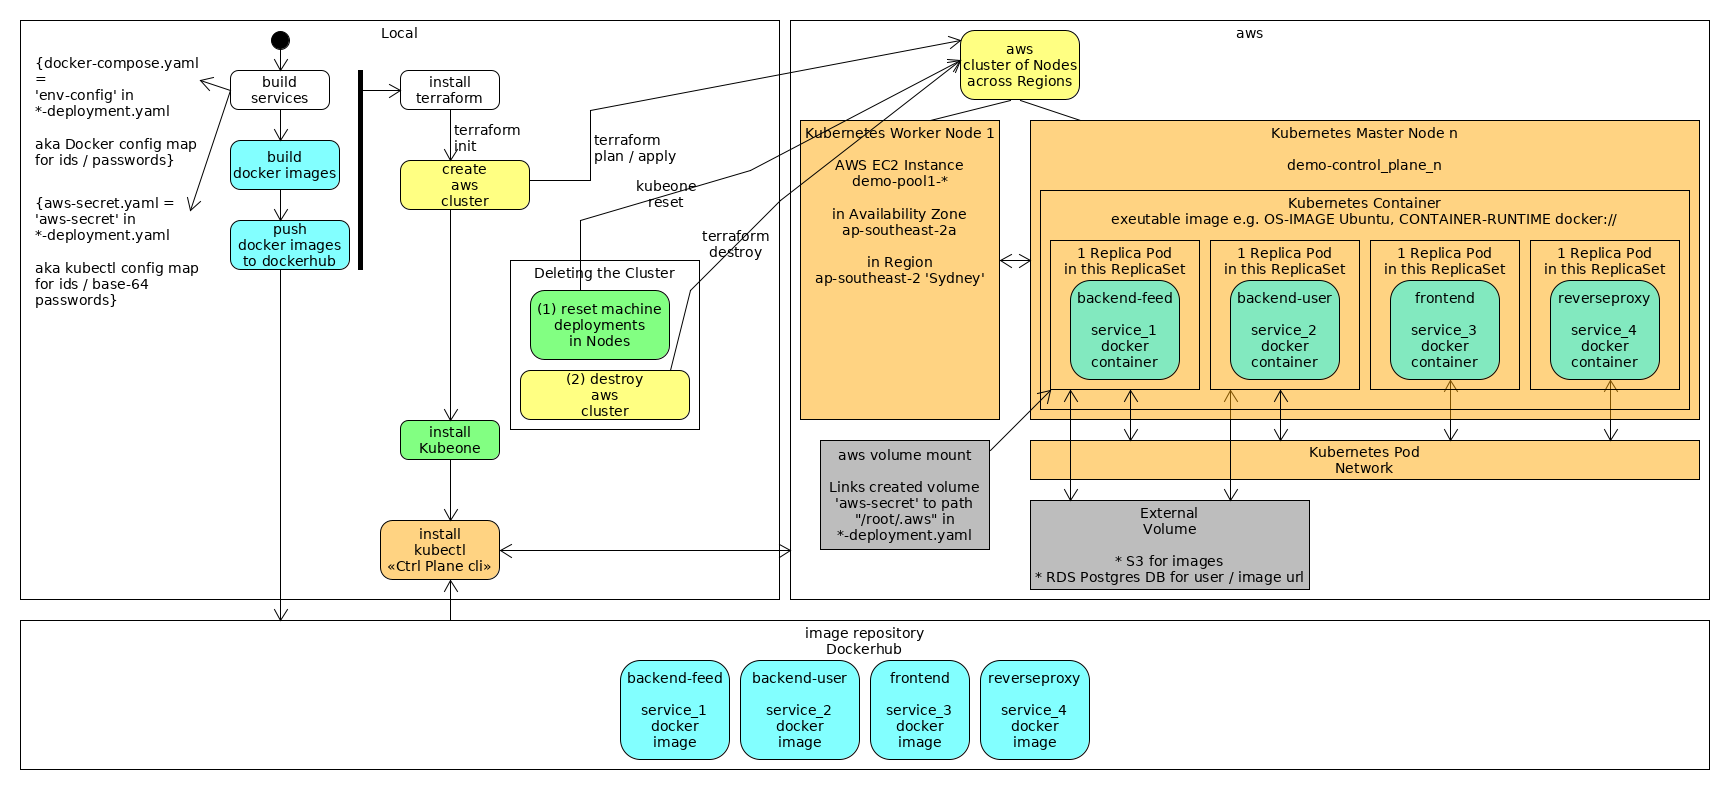 Local
{docker-compose.yaml
=
'env-config' in
*-deployment.yaml
aka Docker config map
for ids / passwords}
{aws-secret.yaml =
'aws-secret' in
*-deployment.yaml
aka kubectl config map
for ids / base-64
passwords}
build
services
build
docker images
push
docker images
to dockerhub
install
terraform
terraform
init
create
aws
cluster
terraform
plan / apply
kubeone
reset
terraform
destroy
Deleting the Cluster
(1) reset machine
deployments
in Nodes
(2) destroy
aws
cluster
install
Kubeone
install
kubectl
«Ctrl Plane cli»
aws
aws
cluster of Nodes
across Regions
Kubernetes Worker Node 1
AWS EC2 Instance
demo-pool1-*
in Availability Zone
ap-southeast-2a
in Region
ap-southeast-2 'Sydney'
Kubernetes Master Node n
demo-control_plane_n
Kubernetes Container
exeutable image e.g. OS-IMAGE Ubuntu, CONTAINER-RUNTIME docker://
1 Replica Pod
in this ReplicaSet
backend-feed
service_1
docker
container
1 Replica Pod
in this ReplicaSet
backend-user
service_2
docker
container
1 Replica Pod
in this ReplicaSet
frontend
service_3
docker
container
1 Replica Pod
in this ReplicaSet
reverseproxy
service_4
docker
container
aws volume mount
Links created volume
'aws-secret' to path
"/root/.aws" in
*-deployment.yaml
Kubernetes Pod
Network
External
Volume
* S3 for images
* RDS Postgres DB for user / image url
image repository
Dockerhub
backend-feed
service_1
docker
image
backend-user
service_2
docker
image
frontend
service_3
docker
image
reverseproxy
service_4
docker
image